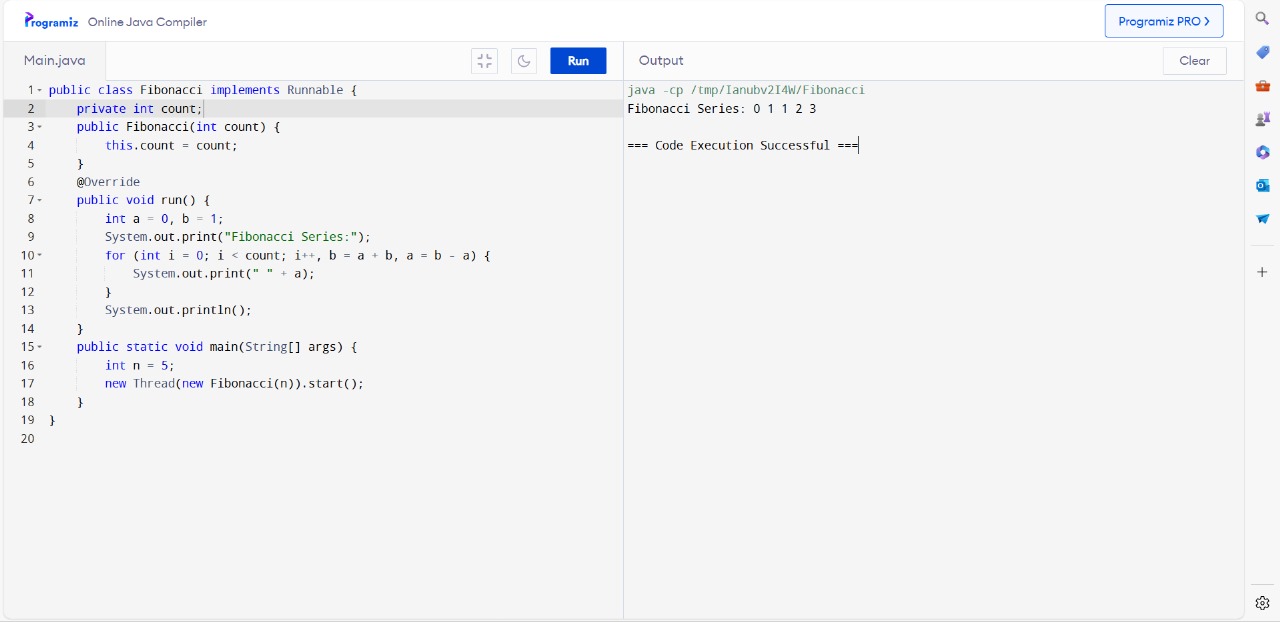 Programiz Online Java Compiler
Programiz PRO >
Main.java
Run
Output
Clear
1 public class Fibonacci implements Runnable {
2     private int count;
3     public Fibonacci(int count) {
4         this.count = count;
5     }
6     @Override
7     public void run() {
8         int a = 0, b = 1;
9         System.out.print("Fibonacci Series:");
10         for (int i = 0; i < count; i++, b = a + b, a = b - a) {
11             System.out.print(" " + a);
12         }
13         System.out.println();
14     }
15     public static void main(String[] args) {
16         int n = 5;
17         new Thread(new Fibonacci(n)).start();
18     }
19 }
20
java -cp /tmp/Ianubv2I4W/Fibonacci
Fibonacci Series: 0 1 1 2 3
=== Code Execution Successful ===